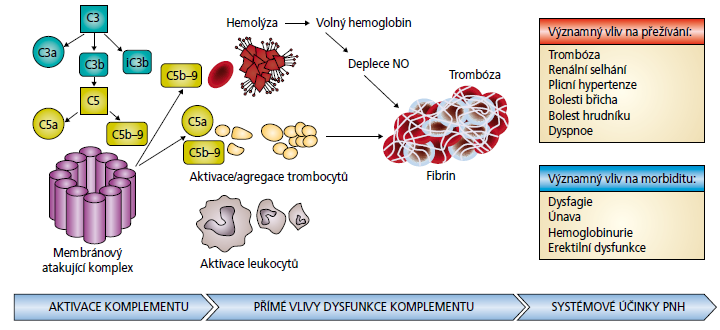 C3
C3a
C3b
iC3b
C5
C5a
C5b–9
Membránový
atakující komplex
C5b–9
Hemolýza
Volný hemoglobin
Deplece NO
C5a
C5b–9
Aktivace/agregace trombocytů
Aktivace leukocytů
Trombóza
Fibrin
Významný vliv na přežívání:
Trombóza
Renální selhání
Plicní hypertenze
Bolesti břicha
Bolest hrudníku
Dyspnoe
Významný vliv na morbiditu:
Dysfagie
Únava
Hemoglobinurie
Erektilní dysfunkce
AKTIVACE KOMPLEMENTU
PŘÍMÉ VLIVY DYSFUNKCE KOMPLEMENTU
SYSTÉMOVÉ ÚČINKY PNH